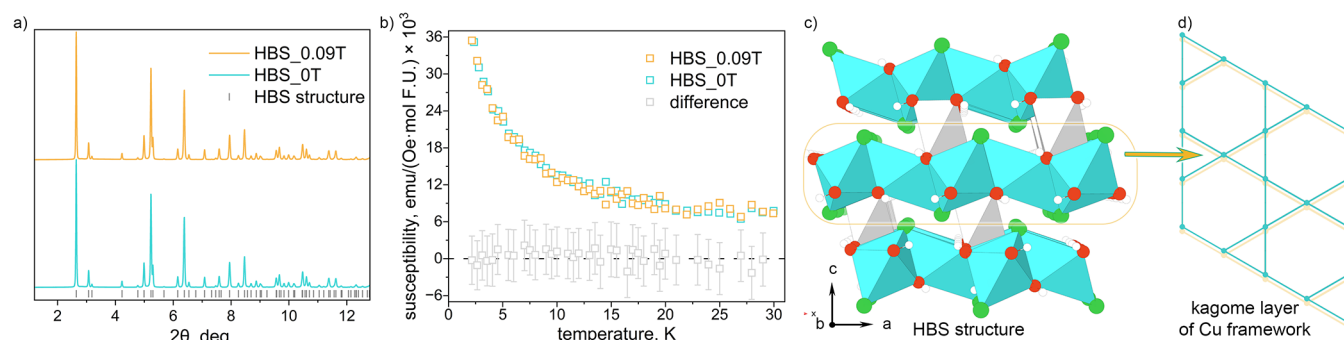 a)
HBS_0.09T
HBS_0T
HBS structure
2 4 6 8 10 12
2θ, deg
b)
susceptibility, emu/(Oe·mol F.U.) × 10³
36
30
24
18
12
6
0
−6
HBS_0.09T
HBS_0T
difference
0 5 10 15 20 25 30
temperature, K
c)
c
b
a
x
HBS structure
d)
kagome layer
of Cu framework